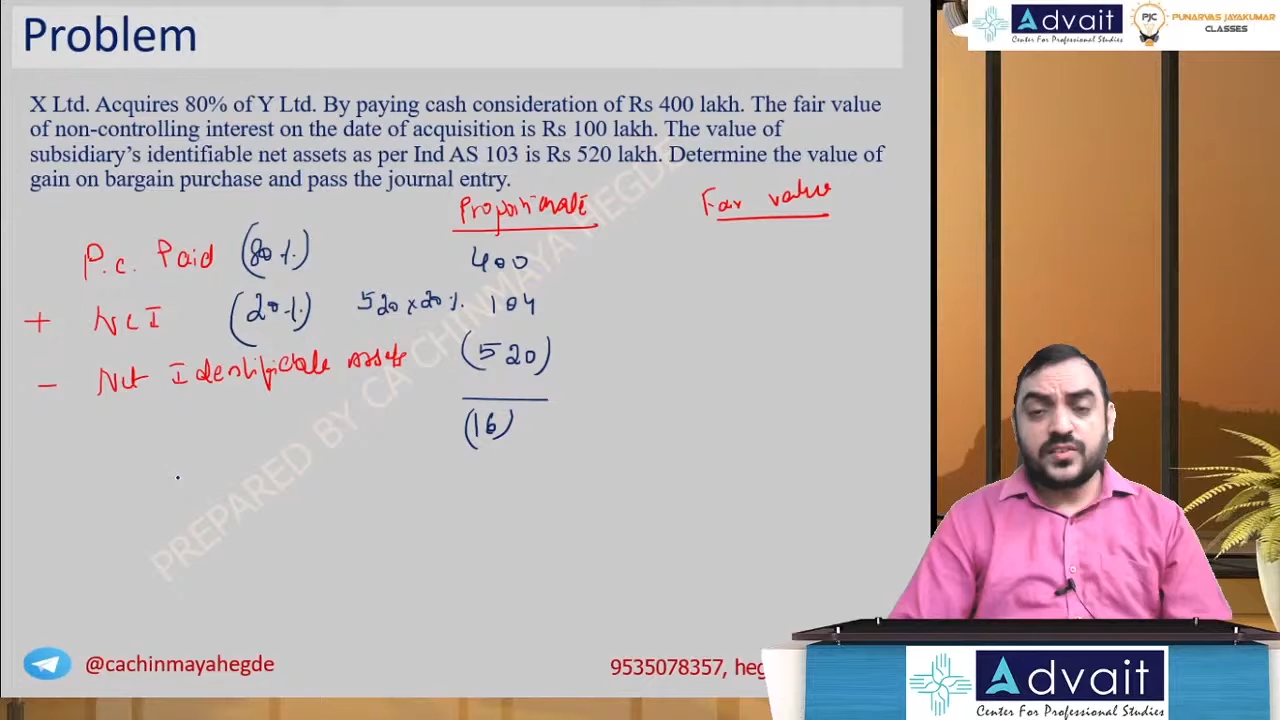 Problem
Advait
Center For Professional Studies
PJC
PUNARVAS JAYAKUMAR
CLASSES
X Ltd. Acquires 80% of Y Ltd. By paying cash consideration of Rs 400 lakh. The fair value
of non-controlling interest on the date of acquisition is Rs 100 lakh. The value of
subsidiary's identifiable net assets as per Ind AS 103 is Rs 520 lakh. Determine the value of
gain on bargain purchase and pass the journal entry.
Proportionate Fair value
P.c. Paid (80%) 400
+ NCI (20%) 520 x 20% 104
- Net Identifiable assets (520)
(16)
PREPARED BY CA CHINMAYA HEGDE
@cachinmayahegde
9535078357, heg
Advait
Center For Professional Studies